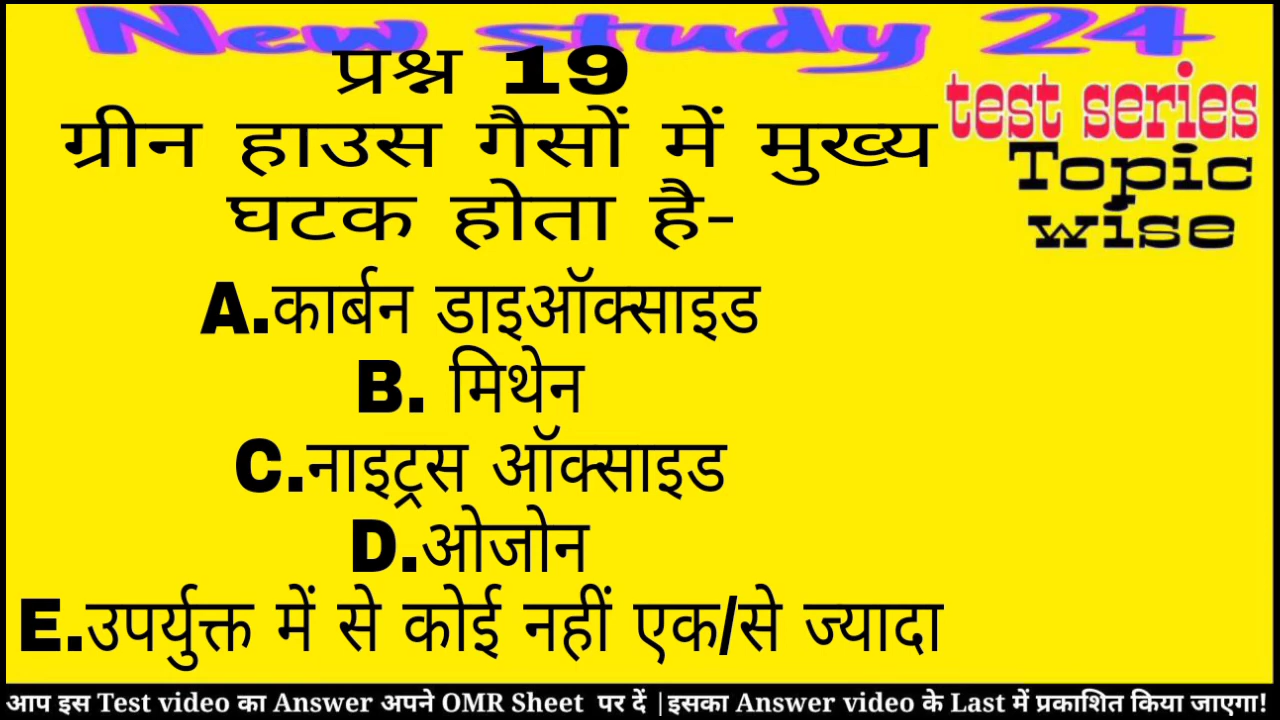 New study 24
प्रश्न 19
test series
Topic
wise
ग्रीन हाउस गैसों में मुख्य
घटक होता है-
A.कार्बन डाइऑक्साइड
B. मिथेन
C.नाइट्रस ऑक्साइड
D.ओजोन
E.उपर्युक्त में से कोई नहीं एक/से ज्यादा
आप इस Test video का Answer अपने OMR Sheet पर दें |इसका Answer video के Last में प्रकाशित किया जाएगा!